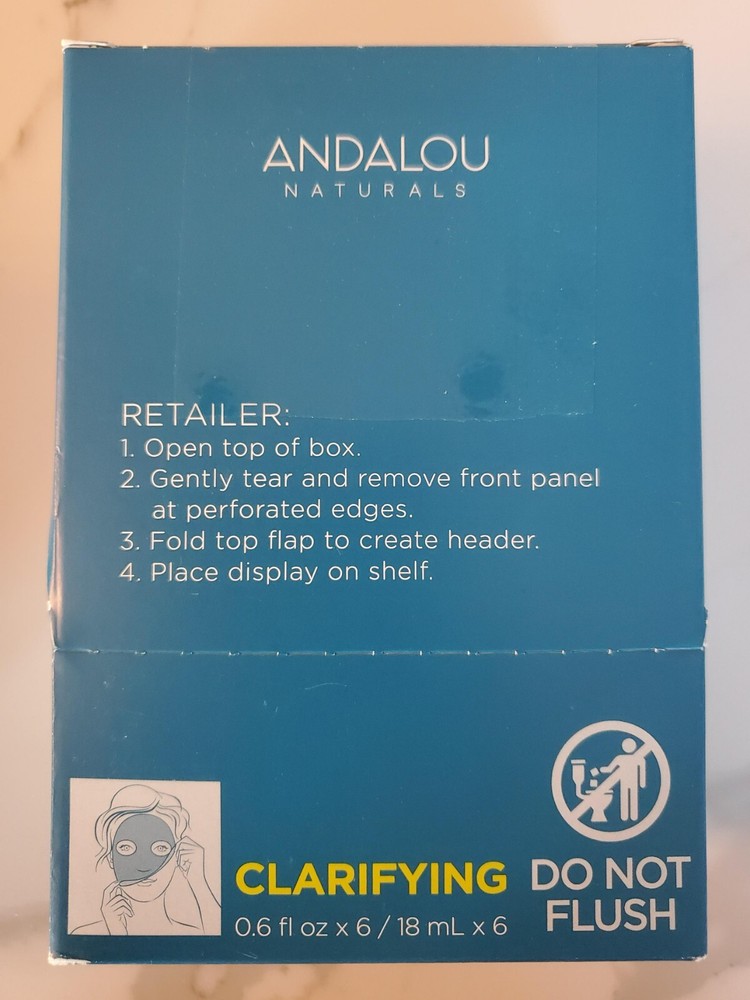 ANDALOU
NATURALS
RETAILER:
1. Open top of box.
2. Gently tear and remove front panel
at perforated edges.
3. Fold top flap to create header.
4. Place display on shelf.
CLARIFYING
0.6 fl oz x 6 / 18 mL x 6
DO NOT
FLUSH